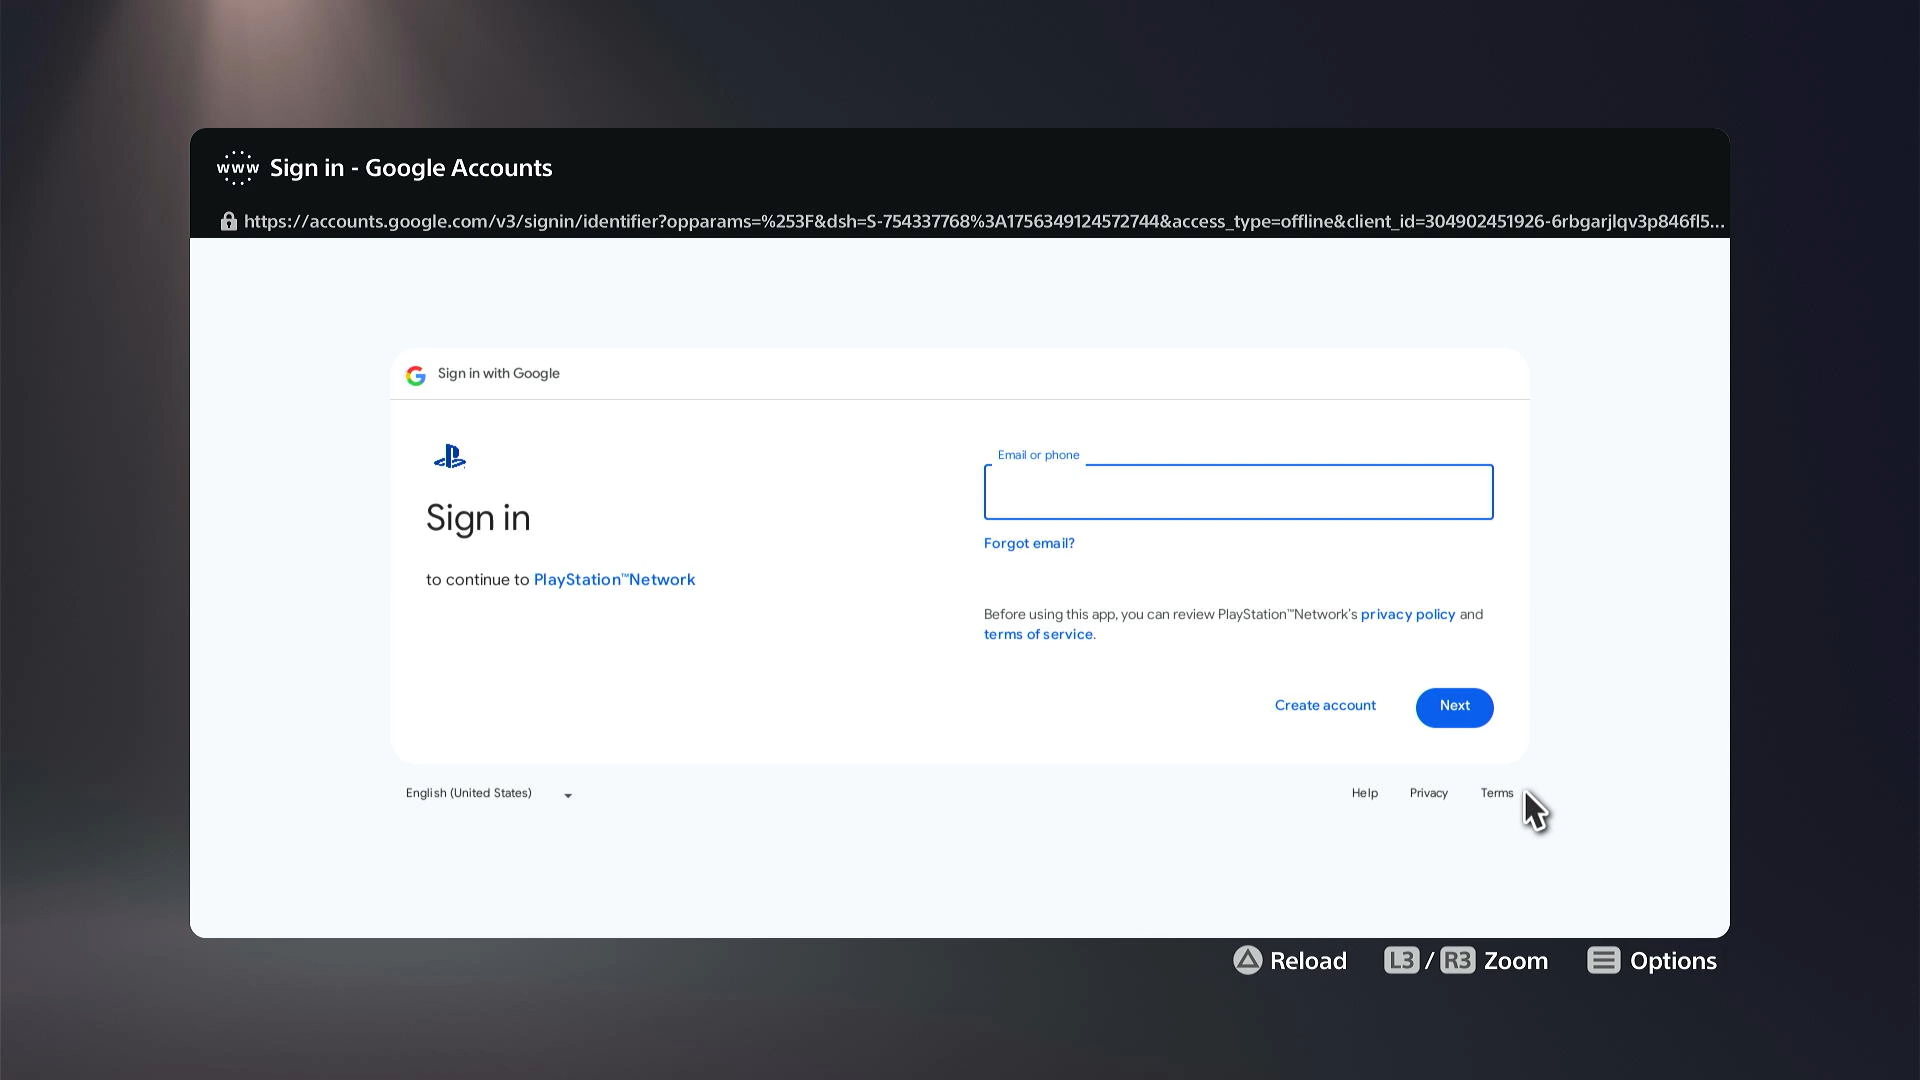 www Sign in - Google Accounts
https://accounts.google.com/v3/signin/identifier?opparams=%253F&dsh=S-754337768%3A1756349124572744&access_type=offline&client_id=304902451926-6rbgarjlqv3p846fl5...
Sign in with Google
Sign in
to continue to PlayStation™Network
Email or phone
Forgot email?
Before using this app, you can review PlayStation™Network's privacy policy and
terms of service.
Create account
Next
English (United States)
Help
Privacy
Terms
Reload
L3 / R3 Zoom
Options